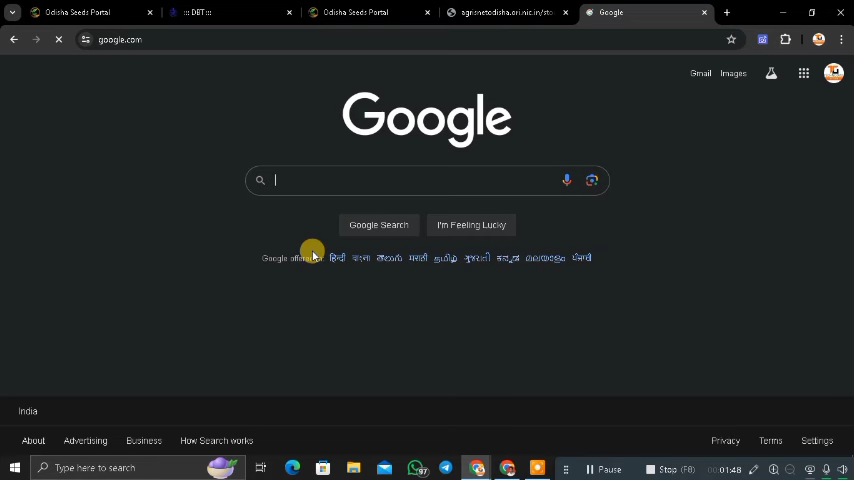 Odisha Seeds Portal
::: DBT :::
Odisha Seeds Portal
agrisnetodisha.ori.nic.in/sto
Google
google.com
Gmail Images
Google
Google Search I'm Feeling Lucky
हिन्दी বাংলা తెలుగు मराठी தமிழ் ગુજરાતી ಕನ್ನಡ മലയാളം ਪੰਜਾਬੀ
India
About Advertising Business How Search works Privacy Terms Settings
Type here to search
97
Pause Stop (F8) 00:01:48